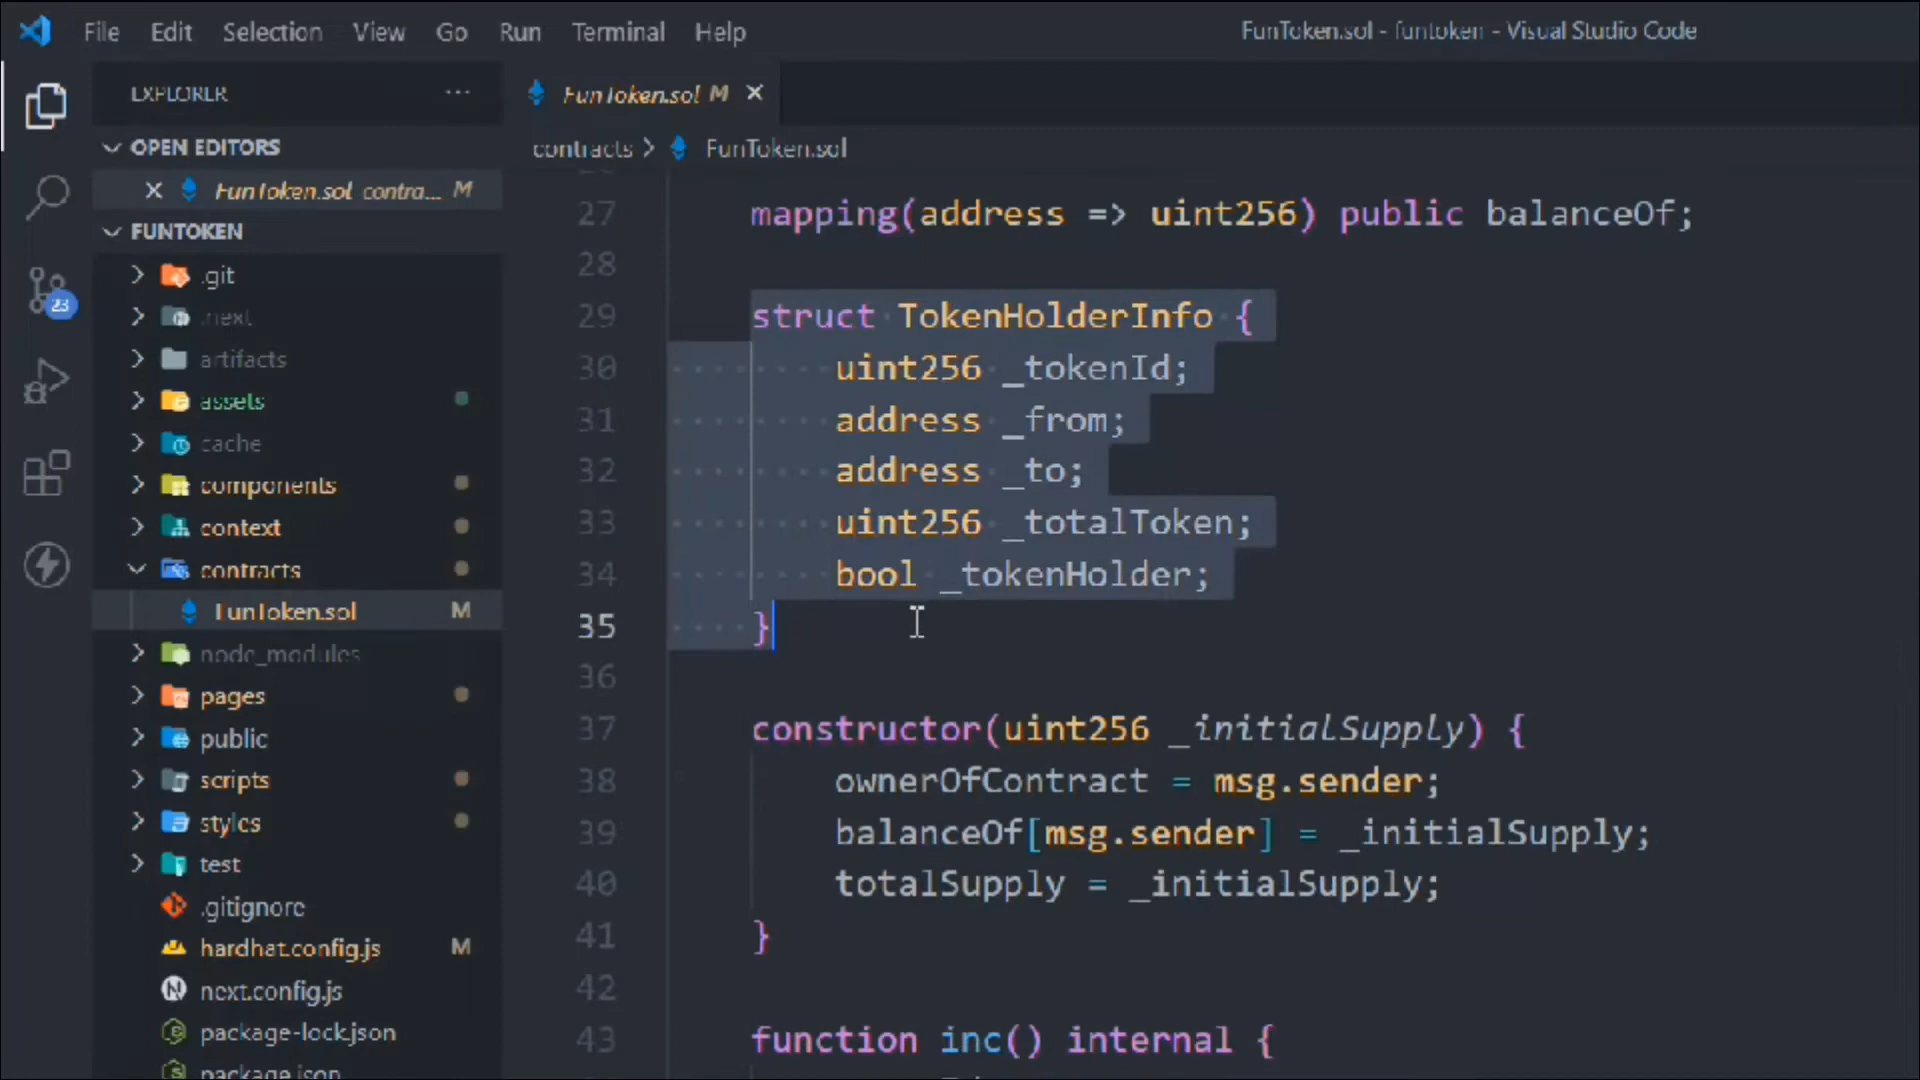 File Edit Selection View Go Run Terminal Help
FunToken.sol - funtoken - Visual Studio Code
EXPLORER
OPEN EDITORS
FunToken.sol contra... M
FUNTOKEN
.git
.next
artifacts
assets
cache
components
context
contracts
FunToken.sol M
node_modules
pages
public
scripts
styles
test
.gitignore
hardhat.config.js M
next.config.js
package-lock.json
package.json
23
FunToken.sol M
contracts > FunToken.sol
27 mapping(address => uint256) public balanceOf;
28
29 struct TokenHolderInfo {
30 uint256 _tokenId;
31 address _from;
32 address _to;
33 uint256 _totalToken;
34 bool _tokenHolder;
35 }
36
37 constructor(uint256 _initialSupply) {
38 ownerOfContract = msg.sender;
39 balanceOf[msg.sender] = _initialSupply;
40 totalSupply = _initialSupply;
41 }
42
43 function inc() internal {